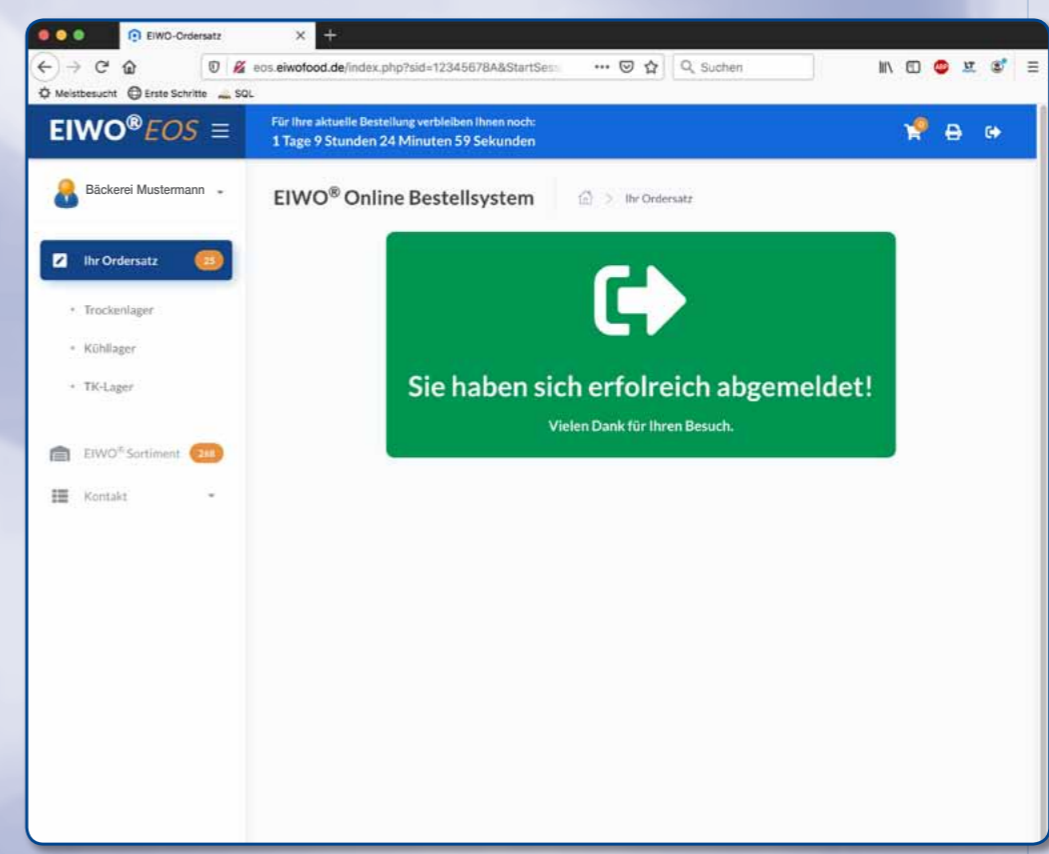 EIWO-Ordersatz
eos.eiwofood.de/index.php?sid=12345678A&StartSess
Suchen
Meistbesucht Erste Schritte SQL
EIWO® EOS
Für Ihre aktuelle Bestellung verbleiben Ihnen noch:
1 Tage 9 Stunden 24 Minuten 59 Sekunden
0
Bäckerei Mustermann
EIWO® Online Bestellsystem
Ihr Ordersatz
Ihr Ordersatz 25
Trockenlager
Kühllager
TK-Lager
EIWO® Sortiment 268
Kontakt
Sie haben sich erfolreich abgemeldet!
Vielen Dank für Ihren Besuch.